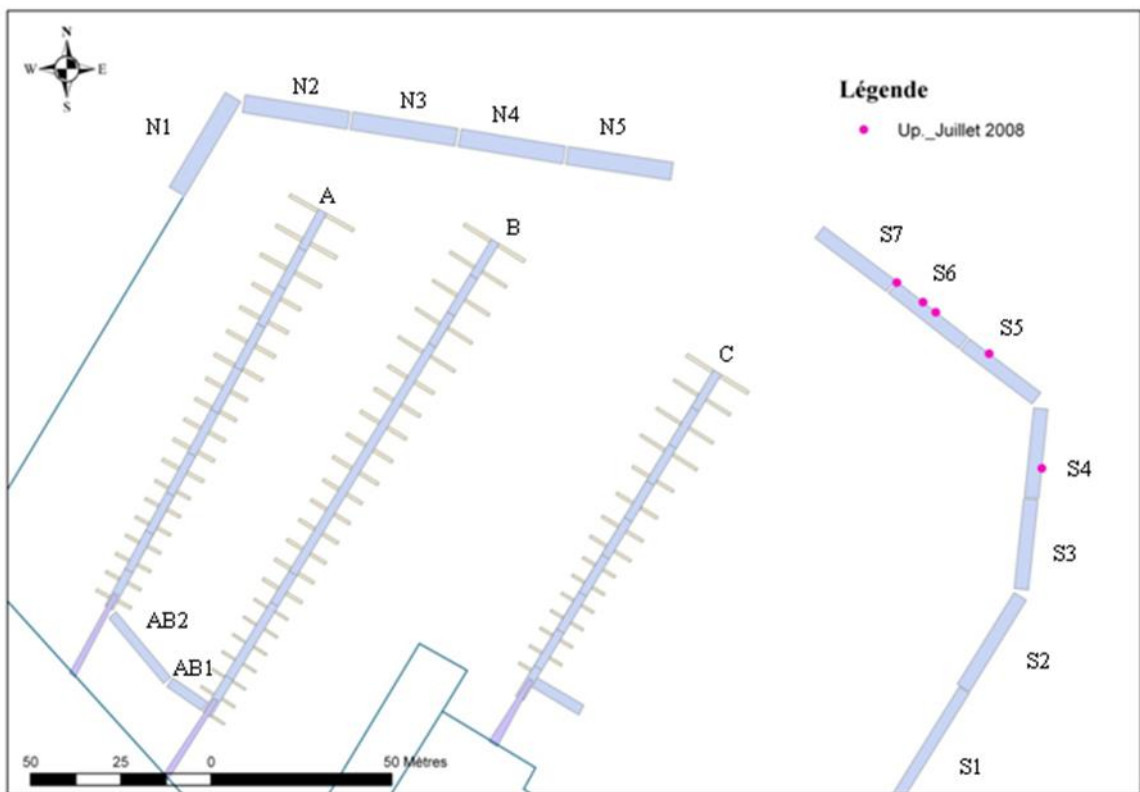 N
W E
S
N1
N2
N3
N4
N5
Légende
Up._Juillet 2008
A
B
C
S7
S6
S5
S4
S3
S2
S1
AB2
AB1
50 25 0 50 Mètres